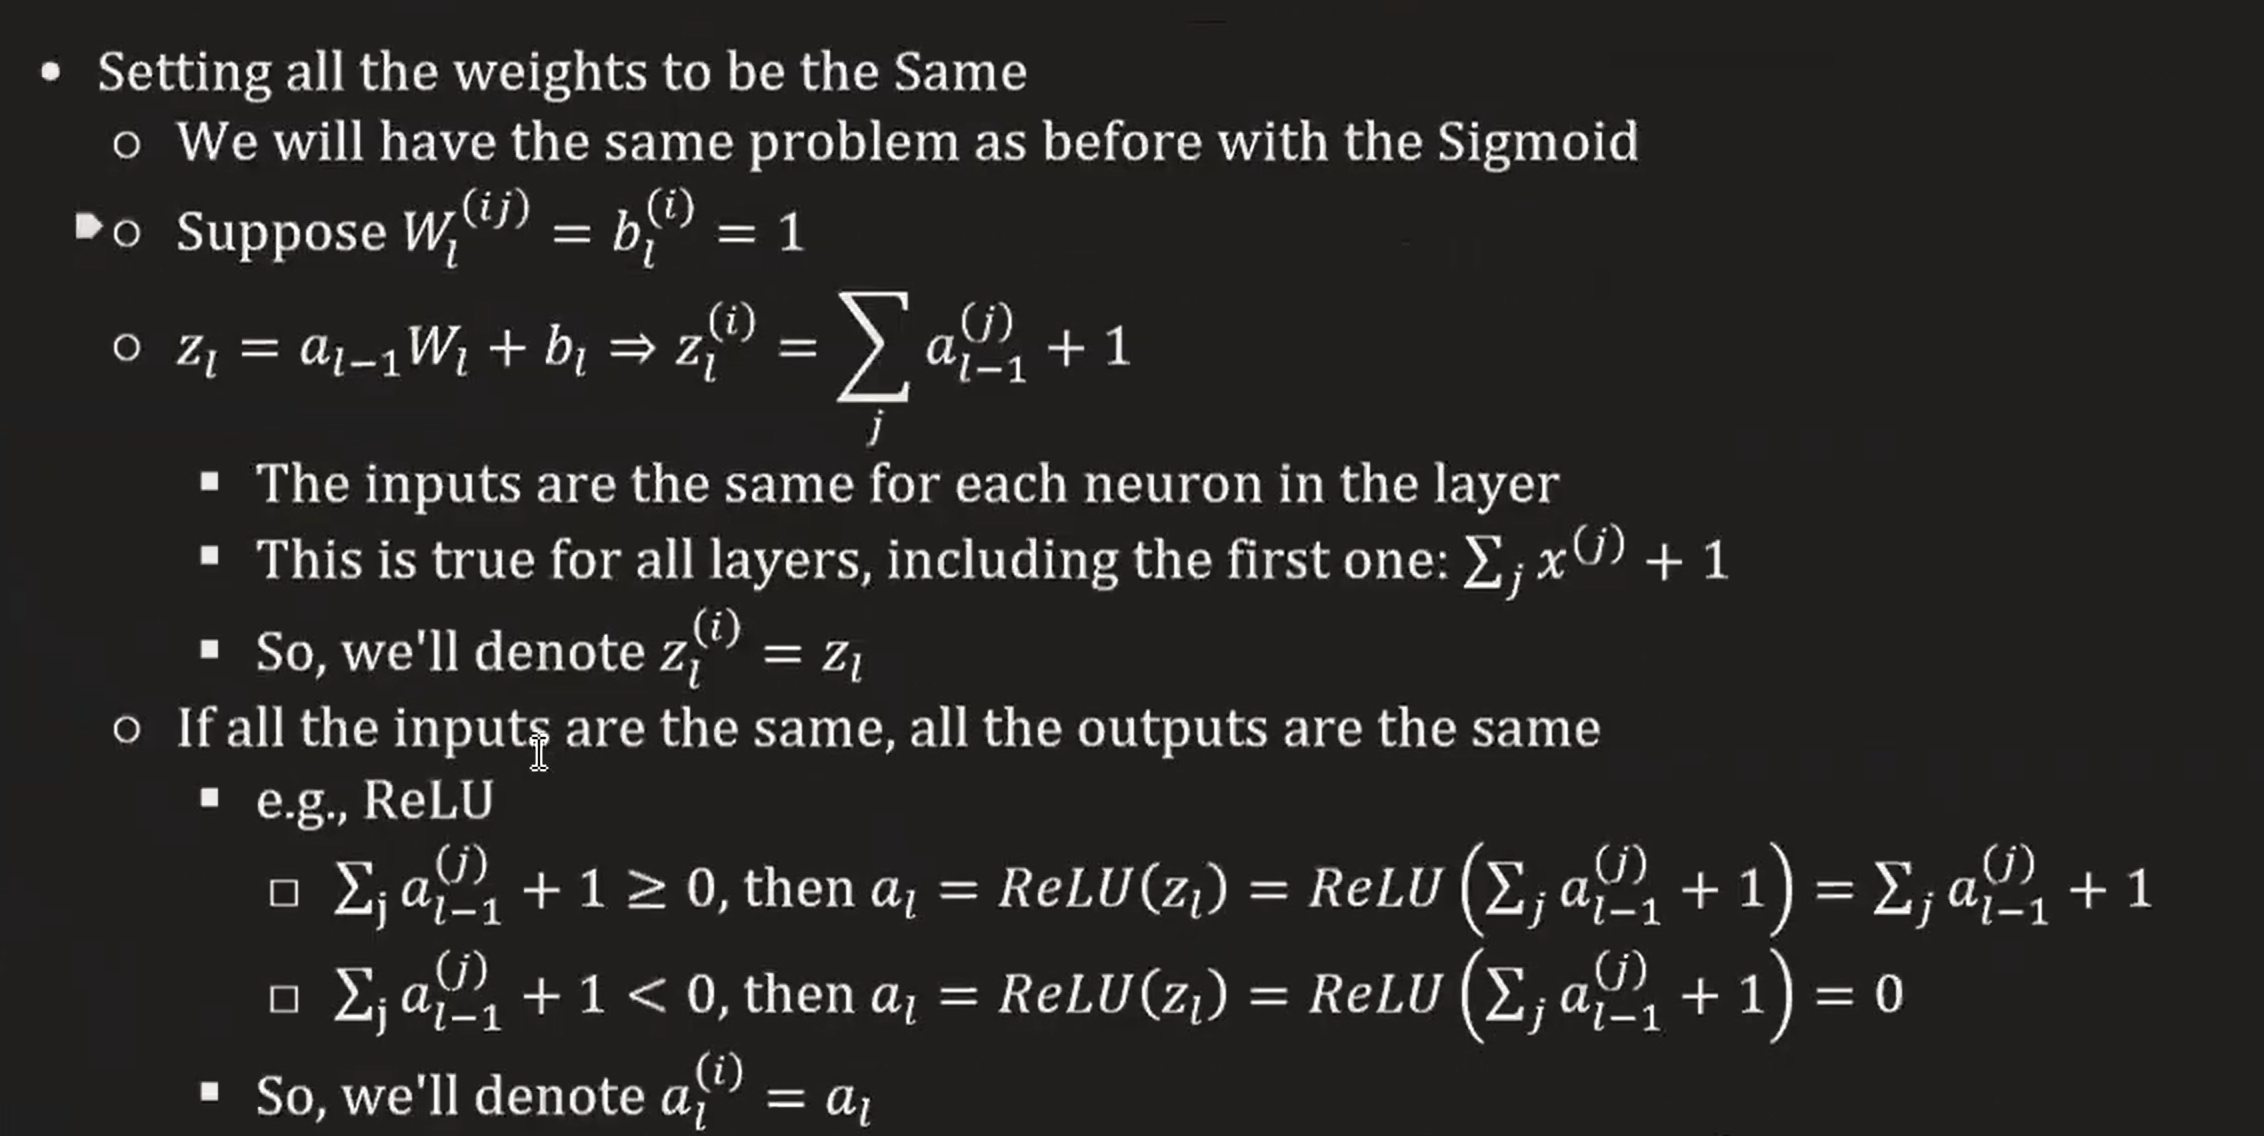 • Setting all the weights to be the Same
○ We will have the same problem as before with the Sigmoid
○ Suppose $W_l^{(ij)} = b_l^{(i)} = 1$
○ $z_l = a_{l-1}W_l + b_l \Rightarrow z_l^{(i)} = \sum_j a_{l-1}^{(j)} + 1$
▪ The inputs are the same for each neuron in the layer
▪ This is true for all layers, including the first one: $\sum_j x^{(j)} + 1$
▪ So, we'll denote $z_l^{(i)} = z_l$
○ If all the inputs are the same, all the outputs are the same
▪ e.g., ReLU
□ $\sum_j a_{l-1}^{(j)} + 1 \geq 0$, then $a_l = ReLU(z_l) = ReLU\left(\sum_j a_{l-1}^{(j)} + 1\right) = \sum_j a_{l-1}^{(j)} + 1$
□ $\sum_j a_{l-1}^{(j)} + 1 < 0$, then $a_l = ReLU(z_l) = ReLU\left(\sum_j a_{l-1}^{(j)} + 1\right) = 0$
▪ So, we'll denote $a_l^{(i)} = a_l$